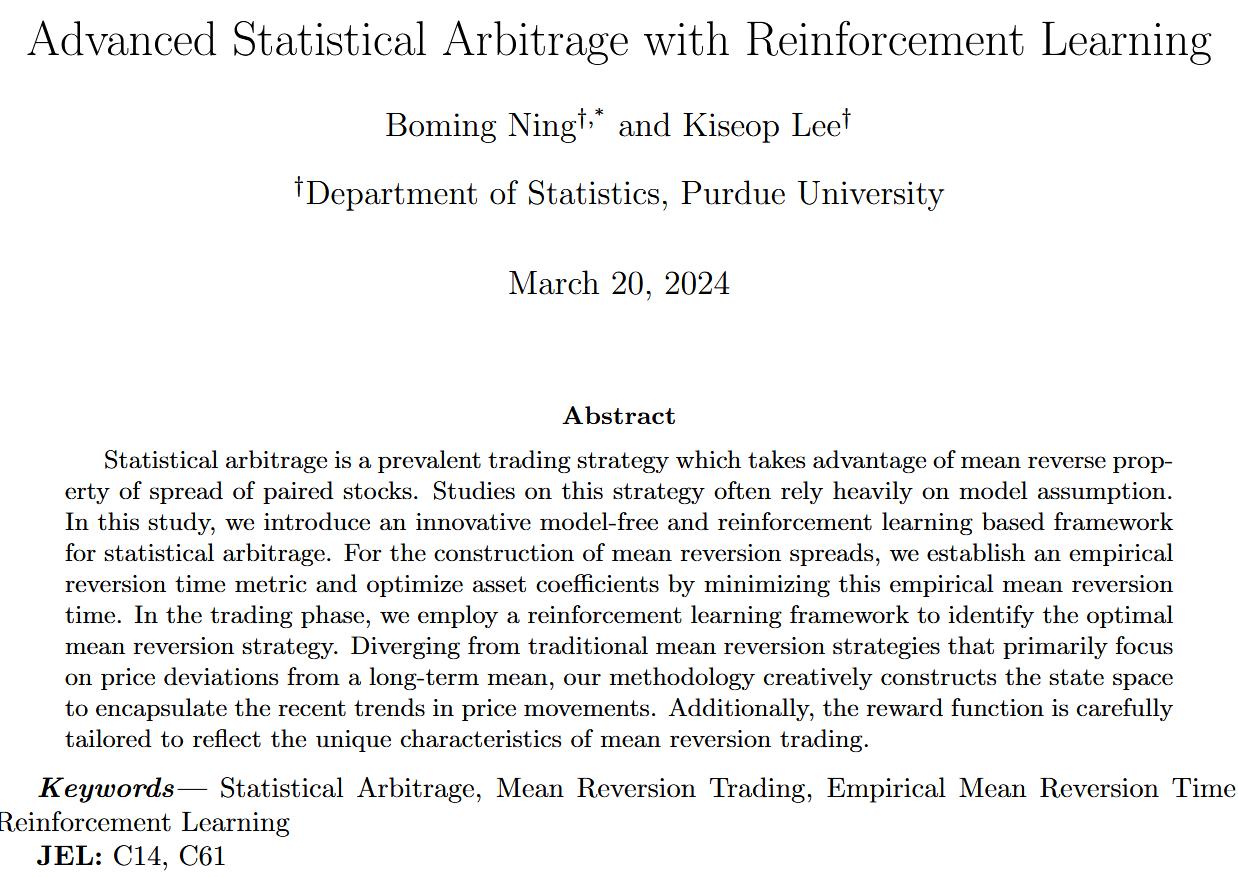 Advanced Statistical Arbitrage with Reinforcement Learning
Boming Ning†,* and Kiseop Lee†
†Department of Statistics, Purdue University
March 20, 2024
Abstract
Statistical arbitrage is a prevalent trading strategy which takes advantage of mean reverse prop-
erty of spread of paired stocks. Studies on this strategy often rely heavily on model assumption.
In this study, we introduce an innovative model-free and reinforcement learning based framework
for statistical arbitrage. For the construction of mean reversion spreads, we establish an empirical
reversion time metric and optimize asset coefficients by minimizing this empirical mean reversion
time. In the trading phase, we employ a reinforcement learning framework to identify the optimal
mean reversion strategy. Diverging from traditional mean reversion strategies that primarily focus
on price deviations from a long-term mean, our methodology creatively constructs the state space
to encapsulate the recent trends in price movements. Additionally, the reward function is carefully
tailored to reflect the unique characteristics of mean reversion trading.
Keywords— Statistical Arbitrage, Mean Reversion Trading, Empirical Mean Reversion Time
Reinforcement Learning
JEL: C14, C61